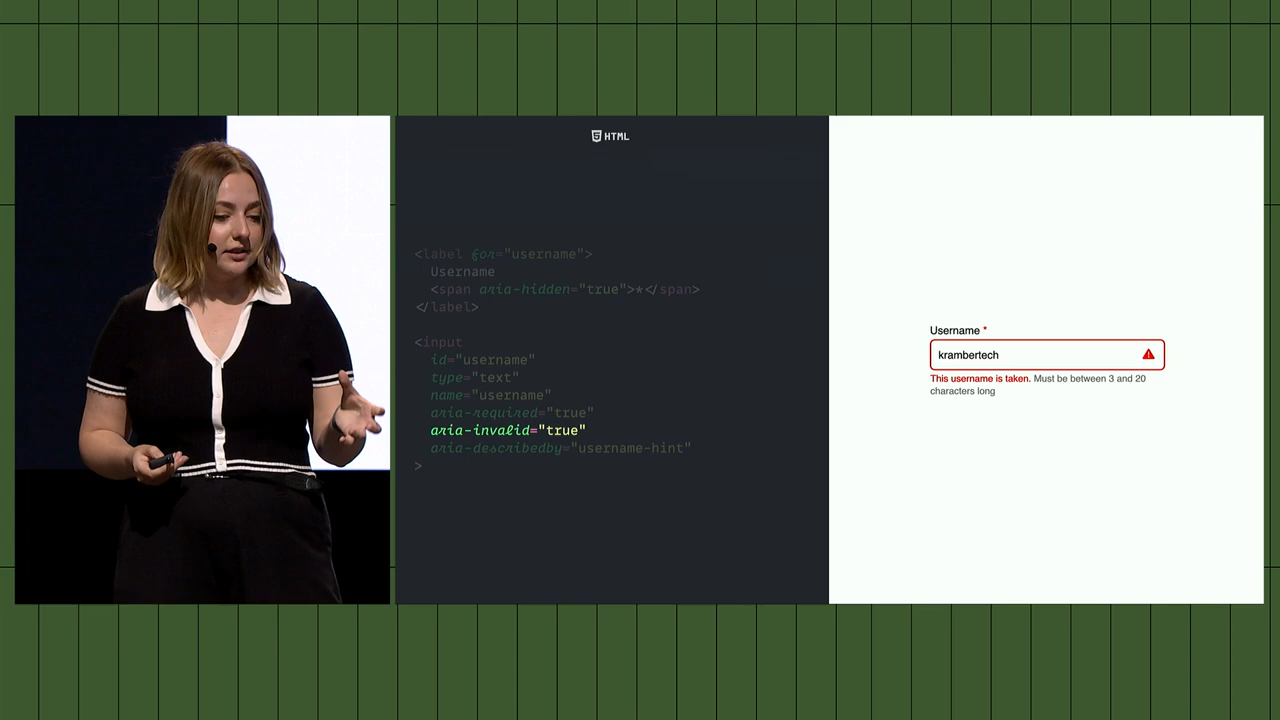 HTML
<label for="username">
Username
<span aria-hidden="true">*</span>
</label>
<input
id="username"
type="text"
name="username"
aria-required="true"
aria-invalid="true"
aria-describedby="username-hint"
>
Username *
krambertech
This username is taken. Must be between 3 and 20
characters long